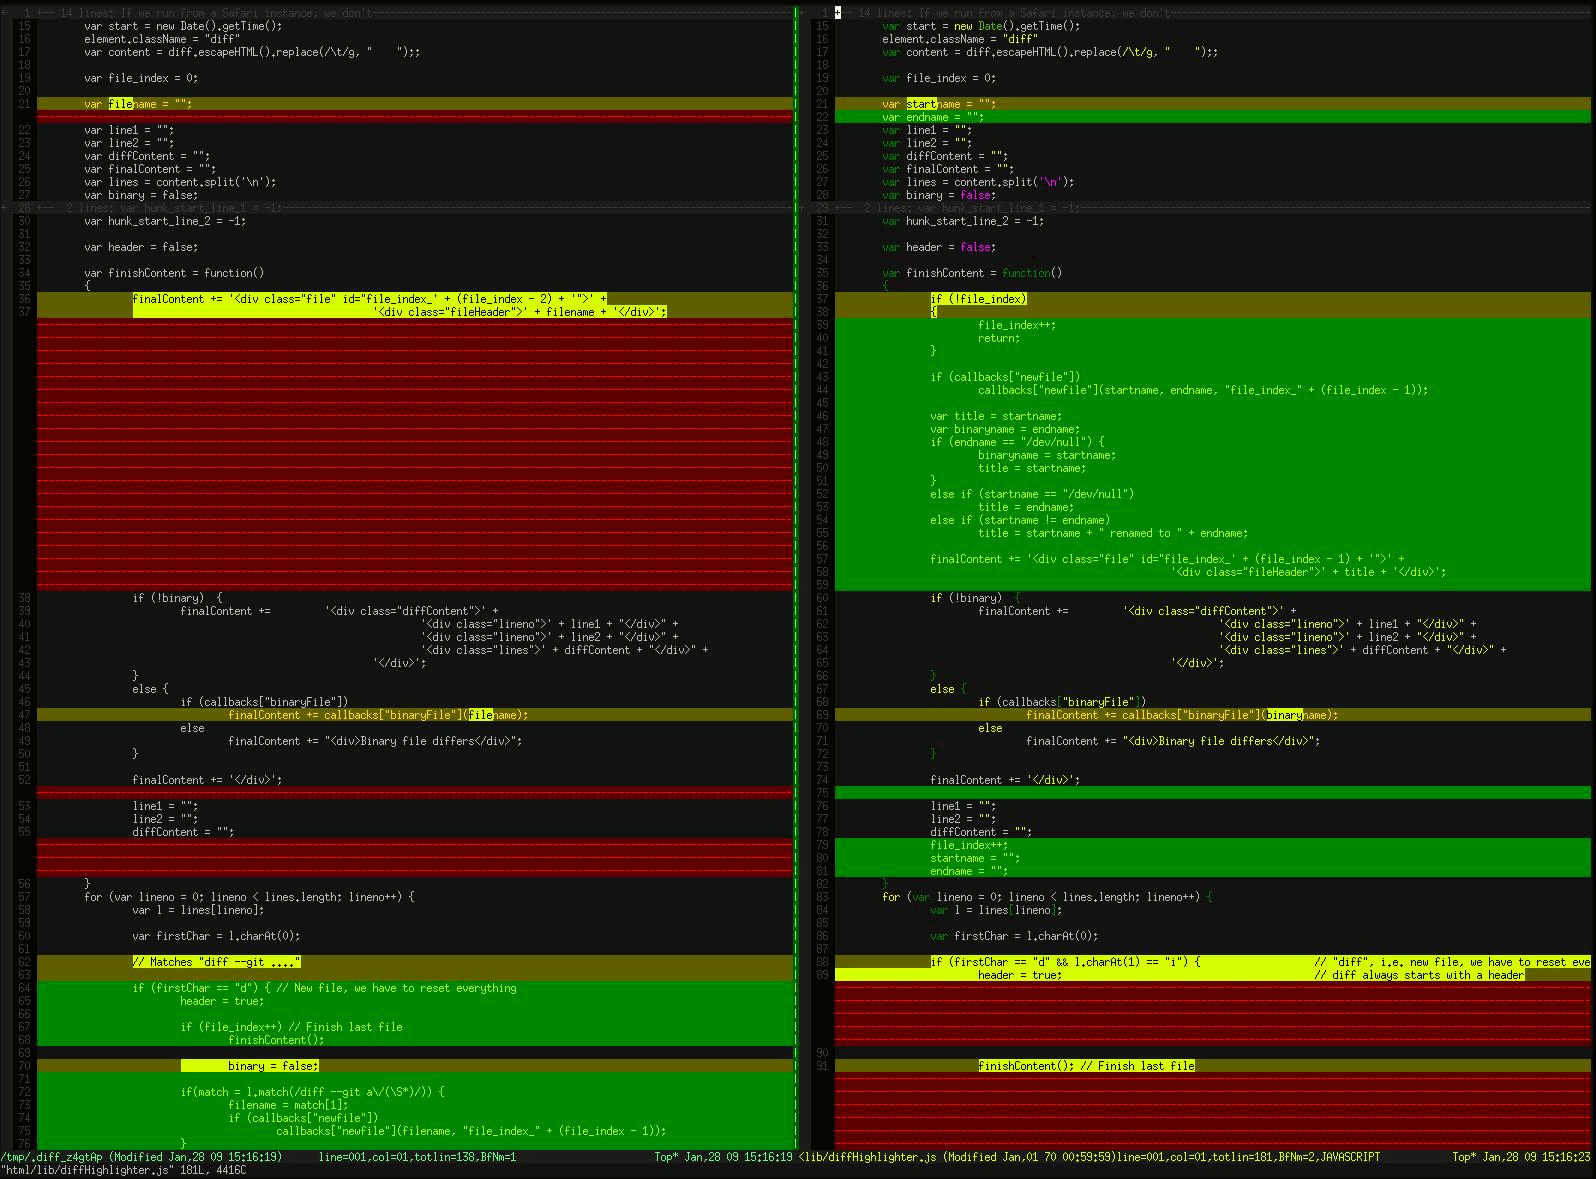 + 1 +-- 14 lines: If we run from a Safari instance, we don't
15 var start = new Date().getTime();
16 element.className = "diff"
17 var content = diff.escapeHTML().replace(/\t/g, "    ");;
18
19 var file_index = 0;
20
21 var filename = "";
22 var line1 = "";
23 var line2 = "";
24 var diffContent = "";
25 var finalContent = "";
26 var lines = content.split('\n');
27 var binary = false;
+ 28 +-- 2 lines: var hunk_start_line_1 = -1;
30 var hunk_start_line_2 = -1;
31
32 var header = false;
33
34 var finishContent = function()
35 {
36 finalContent += '<div class="file" id="file_index_' + (file_index - 2) + '">' +
37 '<div class="fileHeader">' + filename + '</div>';
38 if (!binary)  {
39 finalContent +=         '<div class="diffContent">' +
40 '<div class="lineno">' + line1 + "</div>" +
41 '<div class="lineno">' + line2 + "</div>" +
42 '<div class="lines">' + diffContent + "</div>" +
43 '</div>';
44 }
45 else {
46 if (callbacks["binaryFile"])
47 finalContent += callbacks["binaryFile"](filename);
48 else
49 finalContent += "<div>Binary file differs</div>";
50 }
51
52 finalContent += '</div>';
53 line1 = "";
54 line2 = "";
55 diffContent = "";
56 }
57 for (var lineno = 0; lineno < lines.length; lineno++) {
58 var l = lines[lineno];
59
60 var firstChar = l.charAt(0);
61
62 // Matches "diff --git ...."
63
64 if (firstChar == "d") { // New file, we have to reset everything
65 header = true;
66
67 if (file_index++) // Finish last file
68 finishContent();
69
70 binary = false;
71
72 if(match = l.match(/diff --git a\/(\S*)/)) {
73 filename = match[1];
74 if (callbacks["newfile"])
75 callbacks["newfile"](filename, "file_index_" + (file_index - 1));
76 }
/tmp/.diff_z4gtAp (Modified Jan,28 09 15:16:19) line=001,col=01,totlin=138,BfNm=1 Top* Jan,28 09 15:16:19
+ 1 +-- 14 lines: If we run from a Safari instance, we don't
15 var start = new Date().getTime();
16 element.className = "diff"
17 var content = diff.escapeHTML().replace(/\t/g, "    ");;
18
19 var file_index = 0;
20
21 var startname = "";
22 var endname = "";
23 var line1 = "";
24 var line2 = "";
25 var diffContent = "";
26 var finalContent = "";
27 var lines = content.split('\n');
28 var binary = false;
+ 29 +-- 2 lines: var hunk_start_line_1 = -1;
31 var hunk_start_line_2 = -1;
32
33 var header = false;
34
35 var finishContent = function()
36 {
37 if (!file_index)
38 {
39 file_index++;
40 return;
41 }
42
43 if (callbacks["newfile"])
44 callbacks["newfile"](startname, endname, "file_index_" + (file_index - 1));
45
46 var title = startname;
47 var binaryname = endname;
48 if (endname == "/dev/null") {
49 binaryname = startname;
50 title = startname;
51 }
52 else if (startname == "/dev/null")
53 title = endname;
54 else if (startname != endname)
55 title = startname + " renamed to " + endname;
56
57 finalContent += '<div class="file" id="file_index_' + (file_index - 1) + '">' +
58 '<div class="fileHeader">' + title + '</div>';
59
60 if (!binary)  {
61 finalContent +=         '<div class="diffContent">' +
62 '<div class="lineno">' + line1 + "</div>" +
63 '<div class="lineno">' + line2 + "</div>" +
64 '<div class="lines">' + diffContent + "</div>" +
65 '</div>';
66 }
67 else {
68 if (callbacks["binaryFile"])
69 finalContent += callbacks["binaryFile"](binaryname);
70 else
71 finalContent += "<div>Binary file differs</div>";
72 }
73
74 finalContent += '</div>';
75
76 line1 = "";
77 line2 = "";
78 diffContent = "";
79 file_index++;
80 startname = "";
81 endname = "";
82 }
83 for (var lineno = 0; lineno < lines.length; lineno++) {
84 var l = lines[lineno];
85
86 var firstChar = l.charAt(0);
87
88 if (firstChar == "d" && l.charAt(1) == "i") { // "diff", i.e. new file, we have to reset eve
89 header = true; // diff always starts with a header
90
91 finishContent(); // Finish last file
<lib/diffHighlighter.js (Modified Jan,01 70 00:59:59)line=001,col=01,totlin=181,BfNm=2,JAVASCRIPT Top* Jan,28 09 15:16:23
"html/lib/diffHighlighter.js" 181L, 4416C